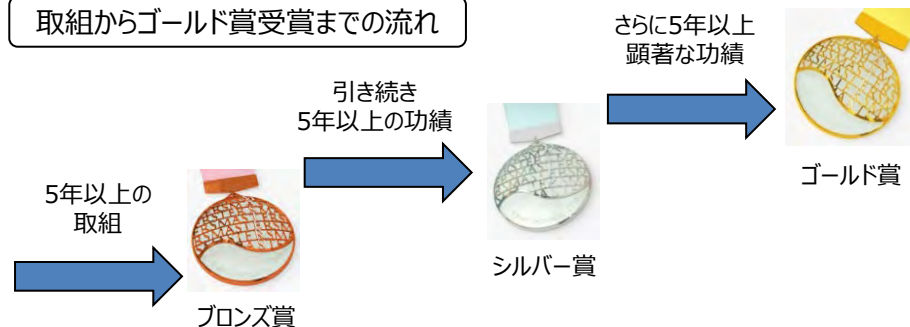 取組からゴールド賞受賞までの流れ
5年以上の
取組
ブロンズ賞
引き続き
5年以上の功績
シルバー賞
さらに5年以上
顕著な功績
ゴールド賞